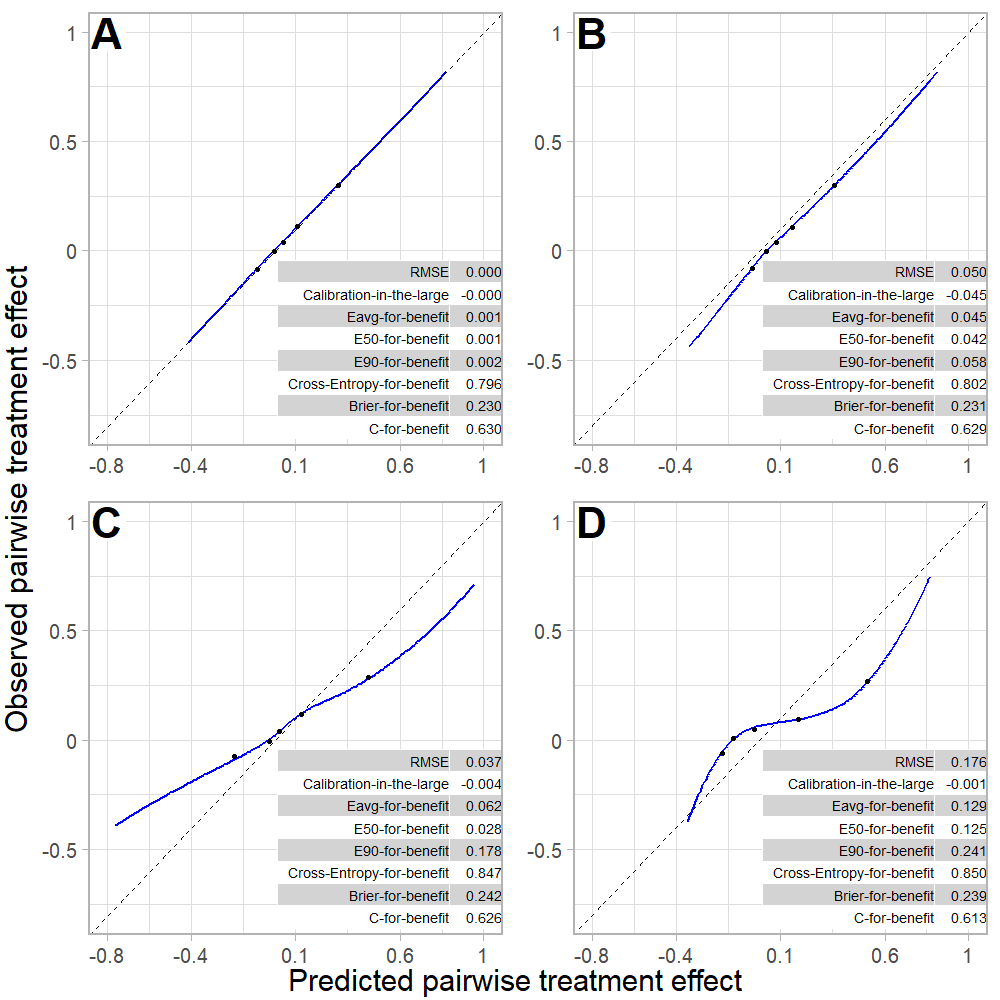 Observed pairwise treatment effect
A
1
0.5
0
-0.5
RMSE 0.000
Calibration-in-the-large -0.000
Eavg-for-benefit 0.001
E50-for-benefit 0.001
E90-for-benefit 0.002
Cross-Entropy-for-benefit 0.796
Brier-for-benefit 0.230
C-for-benefit 0.630
-0.8 -0.4 0.1 0.6 1
B
1
0.5
0
-0.5
RMSE 0.050
Calibration-in-the-large -0.045
Eavg-for-benefit 0.045
E50-for-benefit 0.042
E90-for-benefit 0.058
Cross-Entropy-for-benefit 0.802
Brier-for-benefit 0.231
C-for-benefit 0.629
-0.8 -0.4 0.1 0.6 1
C
1
0.5
0
-0.5
RMSE 0.037
Calibration-in-the-large -0.004
Eavg-for-benefit 0.062
E50-for-benefit 0.028
E90-for-benefit 0.178
Cross-Entropy-for-benefit 0.847
Brier-for-benefit 0.242
C-for-benefit 0.626
-0.8 -0.4 0.1 0.6 1
D
1
0.5
0
-0.5
RMSE 0.176
Calibration-in-the-large -0.001
Eavg-for-benefit 0.129
E50-for-benefit 0.125
E90-for-benefit 0.241
Cross-Entropy-for-benefit 0.850
Brier-for-benefit 0.239
C-for-benefit 0.613
-0.8 -0.4 0.1 0.6 1
Predicted pairwise treatment effect